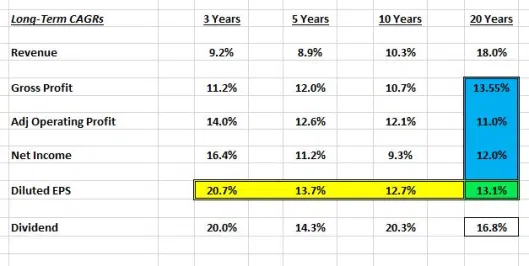 Long-Term CAGRs 3 Years 5 Years 10 Years 20 Years
Revenue 9.2% 8.9% 10.3% 18.0%
Gross Profit 11.2% 12.0% 10.7% 13.55%
Adj Operating Profit 14.0% 12.6% 12.1% 11.0%
Net Income 16.4% 11.2% 9.3% 12.0%
Diluted EPS 20.7% 13.7% 12.7% 13.1%
Dividend 20.0% 14.3% 20.3% 16.8%